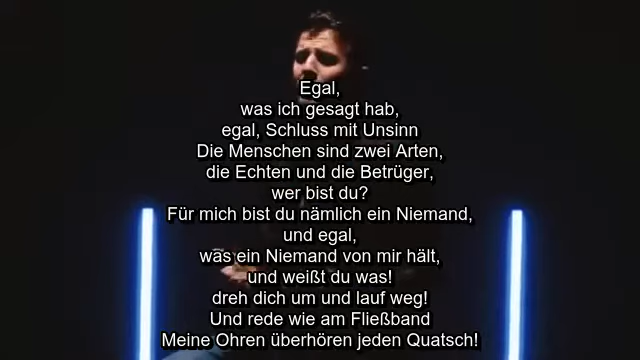 Egal,
was ich gesagt hab,
egal, Schluss mit Unsinn
Die Menschen sind zwei Arten,
die Echten und die Betrüger,
wer bist du?
Für mich bist du nämlich ein Niemand,
und egal,
was ein Niemand von mir hält,
und weißt du was!
dreh dich um und lauf weg!
Und rede wie am Fließband
Meine Ohren überhören jeden Quatsch!